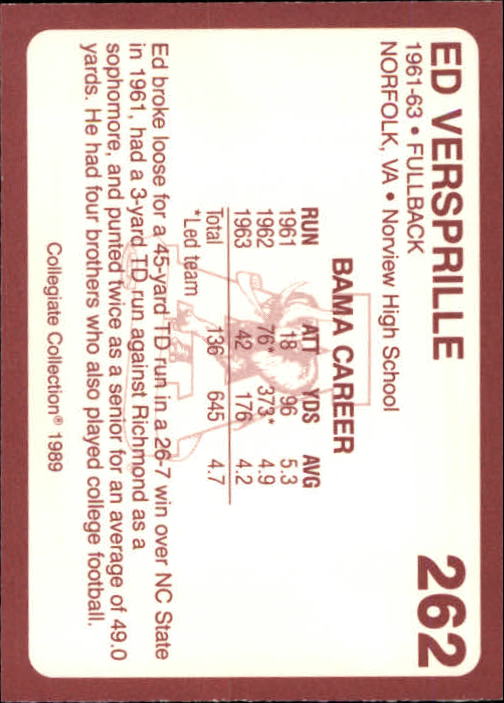 ED VERSPRILLE 262
1961-63 • FULLBACK
NORFOLK, VA • Norview High School
BAMA CAREER
RUN ATT YDS AVG
1961 18 96 5.3
1962 76* 373* 4.9
1963 42 176 4.2
Total 136 645 4.7
*Led team
Ed broke loose for a 45-yard TD run in a 26-7 win over NC State
in 1961, had a 3-yard TD run against Richmond as a
sophomore, and punted twice as a senior for an average of 49.0
yards. He had four brothers who also played college football.
Collegiate Collection® 1989